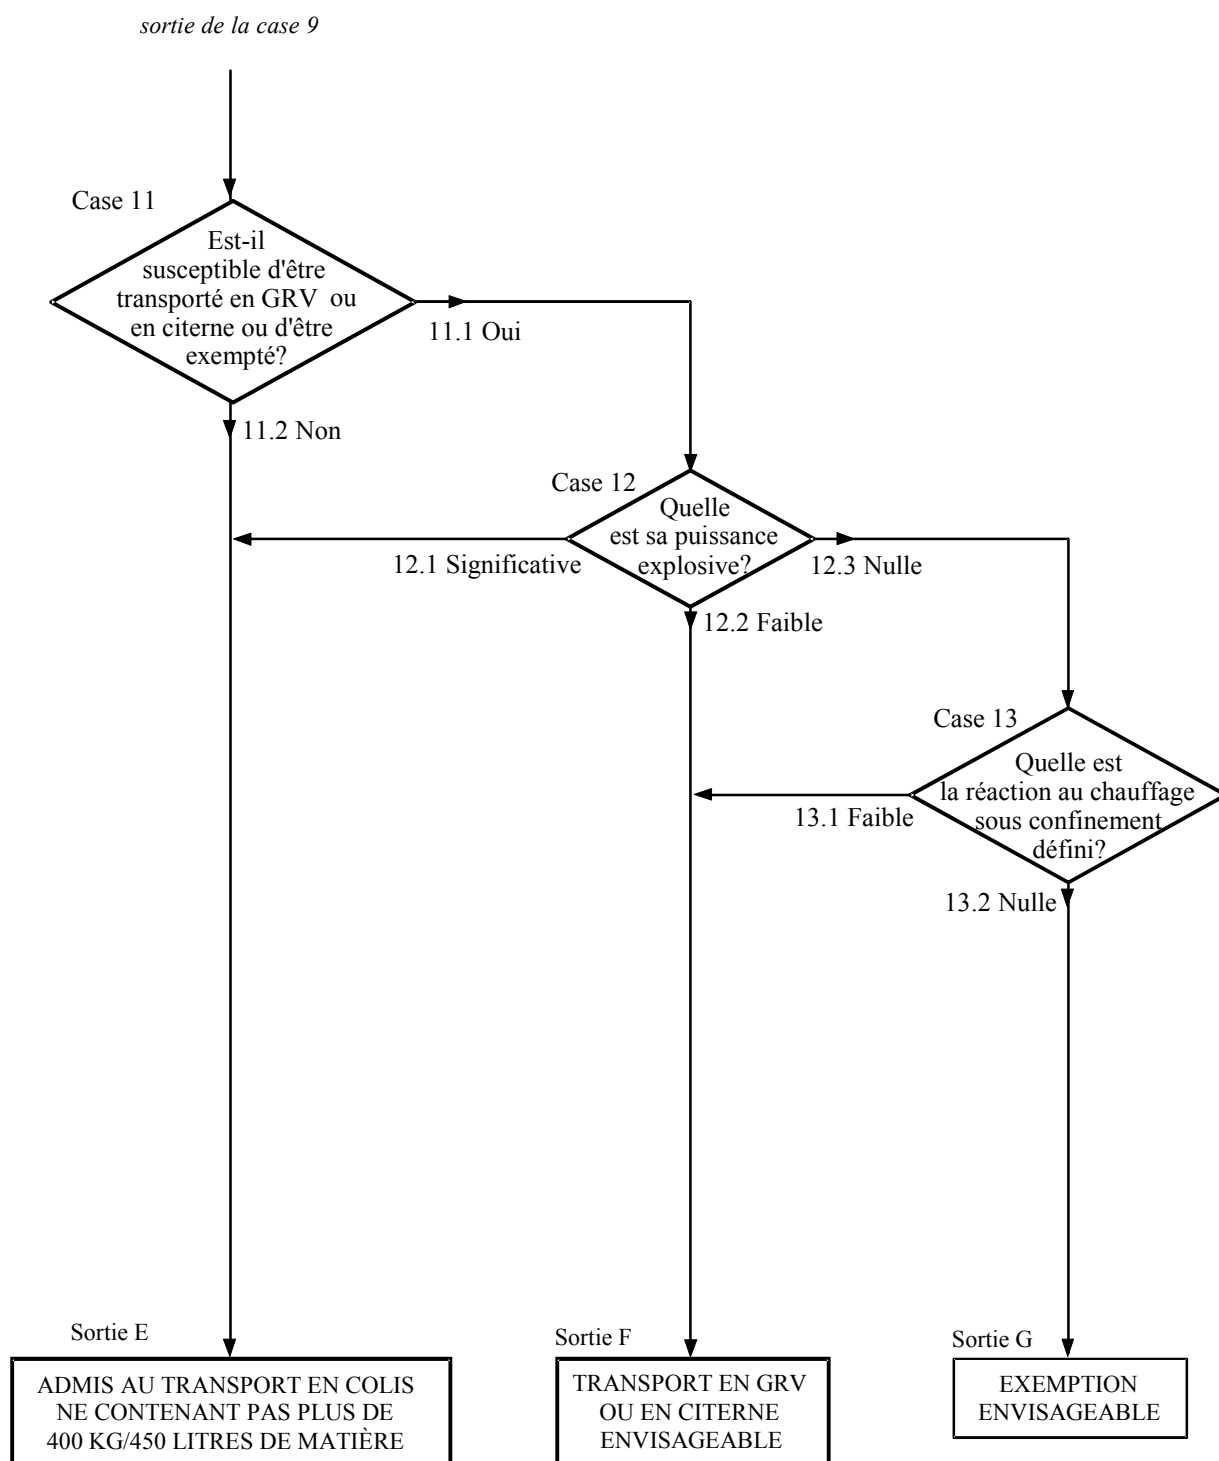 sortie de la case 9
Case 11
Est-il
susceptible d'être
transporté en GRV ou
en citerne ou d'être
exempté?
11.1 Oui
11.2 Non
Case 12
Quelle
est sa puissance
explosive?
12.1 Significative
12.3 Nulle
12.2 Faible
Case 13
Quelle est
la réaction au chauffage
sous confinement
défini?
13.1 Faible
13.2 Nulle
Sortie E
ADMIS AU TRANSPORT EN COLIS
NE CONTENANT PAS PLUS DE
400 KG/450 LITRES DE MATIÈRE
Sortie F
TRANSPORT EN GRV
OU EN CITERNE
ENVISAGEABLE
Sortie G
EXEMPTION
ENVISAGEABLE